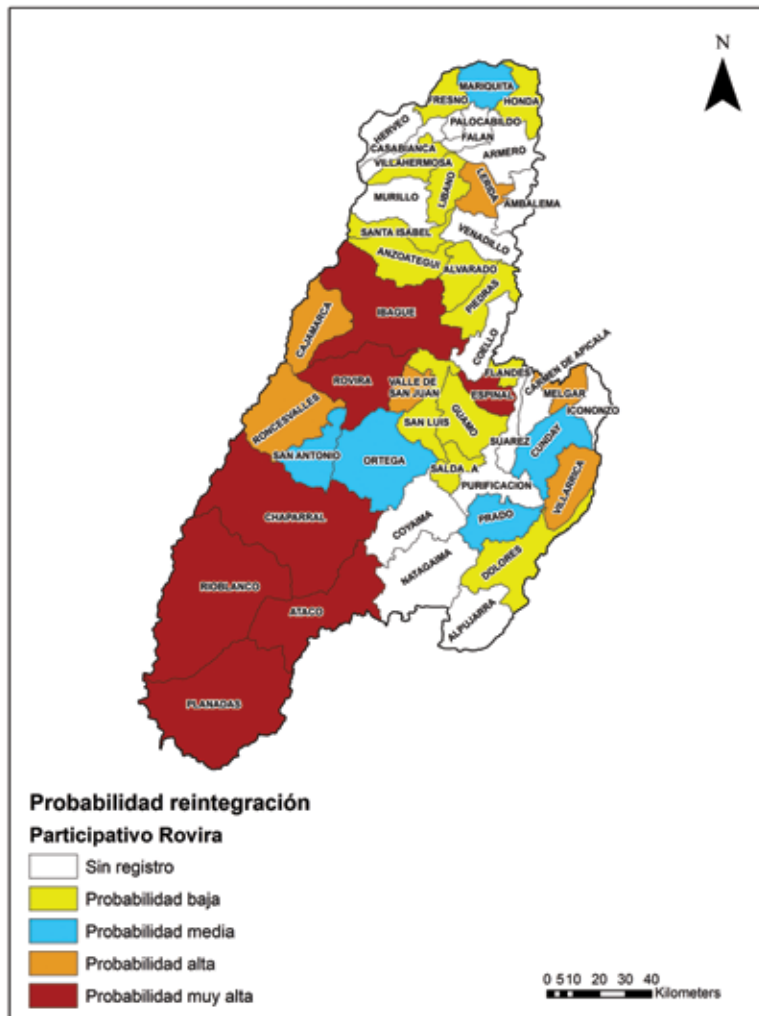 N
MARIQUITA
FRESNO
HONDA
PALOCABILDO
HERVEO
FALAN
CASABIANCA
ARMERO
VILLAHERMOSA
LERIDA
LIBANO
MURILLO
AMBALEMA
SANTA ISABEL
VENADILLO
ANZOATEGUI
ALVARADO
PIEDRAS
IBAGUE
CAJAMARCA
COELLO
CARMEN DE APICALA
FLANDES
ROVIRA
VALLE DE
SAN JUAN
ESPINAL
MELGAR
ICONONZO
RONCESVALLES
SAN LUIS
GUAMO
SUAREZ
CUNDAY
SAN ANTONIO
ORTEGA
SALDA . A
PURIFICACION
VILLARRICA
CHAPARRAL
COYAIMA
PRADO
NATAGAIMA
DOLORES
RIOBLANCO
ATACO
ALPUJARRA
PLANADAS
Probabilidad reintegración
Participativo Rovira
Sin registro
Probabilidad baja
Probabilidad media
Probabilidad alta
Probabilidad muy alta
0 5 10 20 30 40
Kilometers